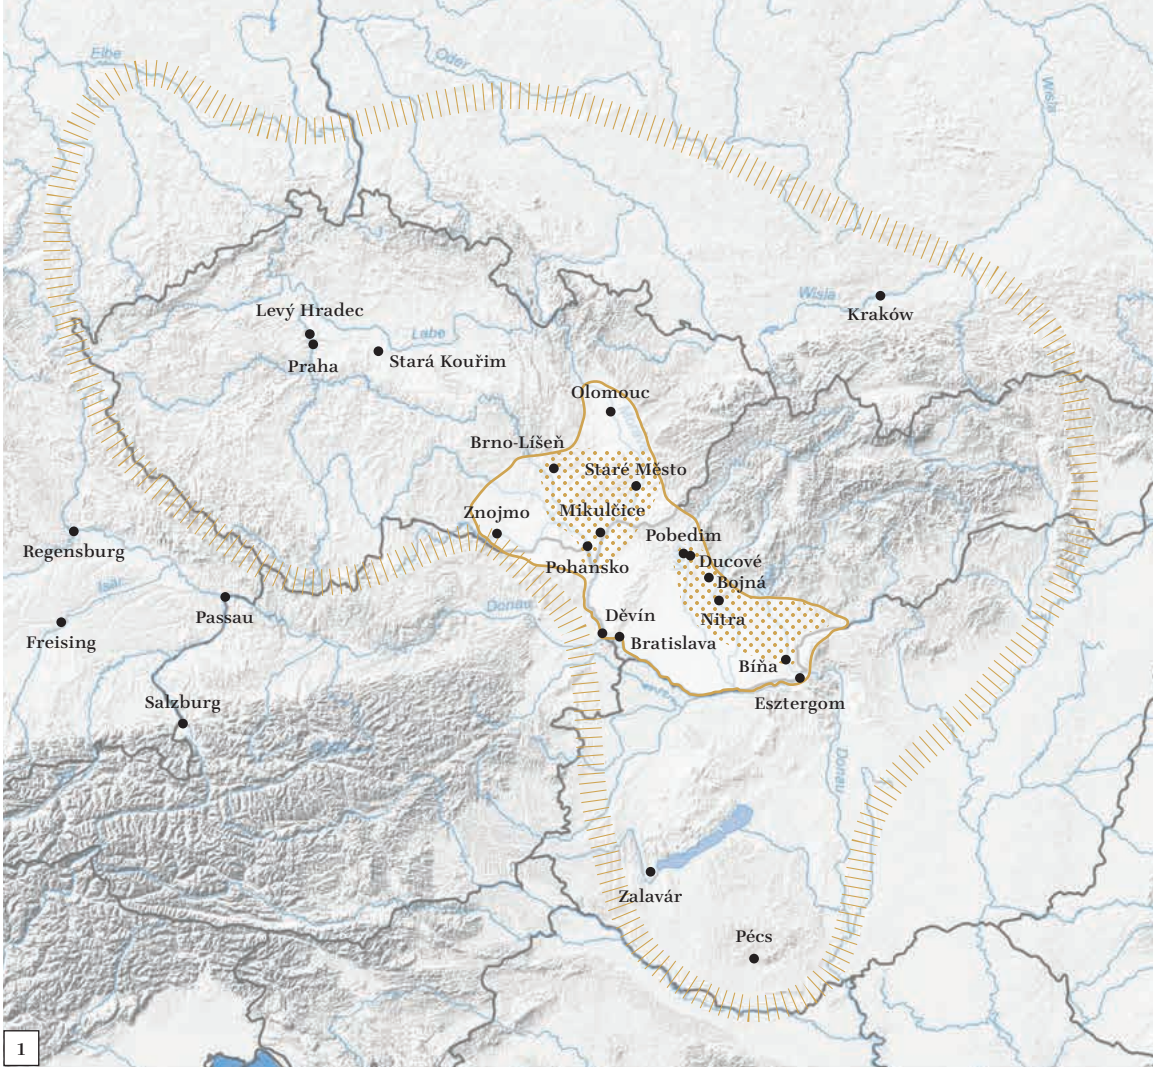 Elbe
Oder
Wisla
Wisla
Kraków
Levý Hradec
Labe
Praha
Stará Kouřim
Olomouc
Brno-Líšeň
Staré Město
Znojmo
Mikulčice
Regensburg
Pobedim
Pohansko
Ducové
Isar
Bojná
Passau
Donau
Freising
Děvín
Nitra
Bratislava
Bíňa
Salzburg
Esztergom
Donau
Zalavár
Pécs
1